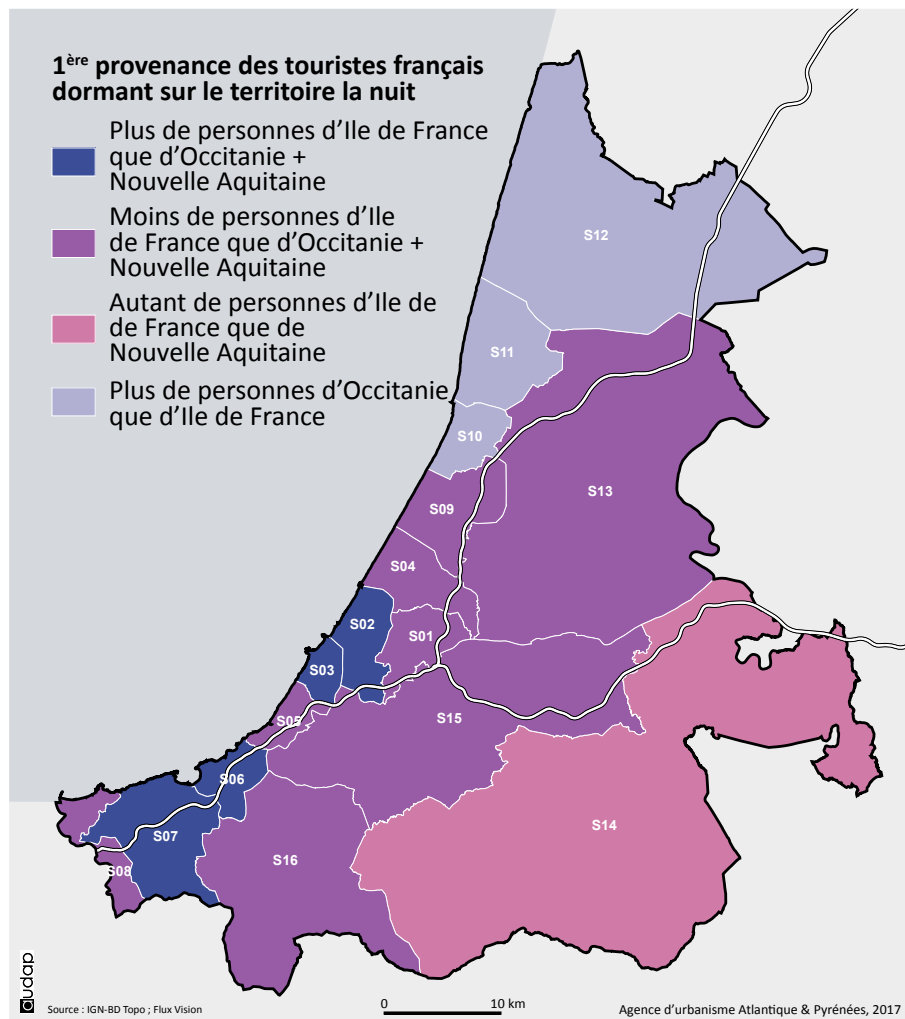 1ère provenance des touristes français
dormant sur le territoire la nuit
Plus de personnes d'Ile de France
que d'Occitanie +
Nouvelle Aquitaine
Moins de personnes d'Ile
de France que d'Occitanie +
Nouvelle Aquitaine
Autant de personnes d'Ile de
de France que de
Nouvelle Aquitaine
Plus de personnes d'Occitanie
que d'Ile de France
S12
S11
S10
S13
S09
S04
S02
S01
S03
S05
S15
S06
S14
S07
S16
S08
audap
Source : IGN-BD Topo ; Flux Vision
0 10 km
Agence d'urbanisme Atlantique & Pyrénées, 2017